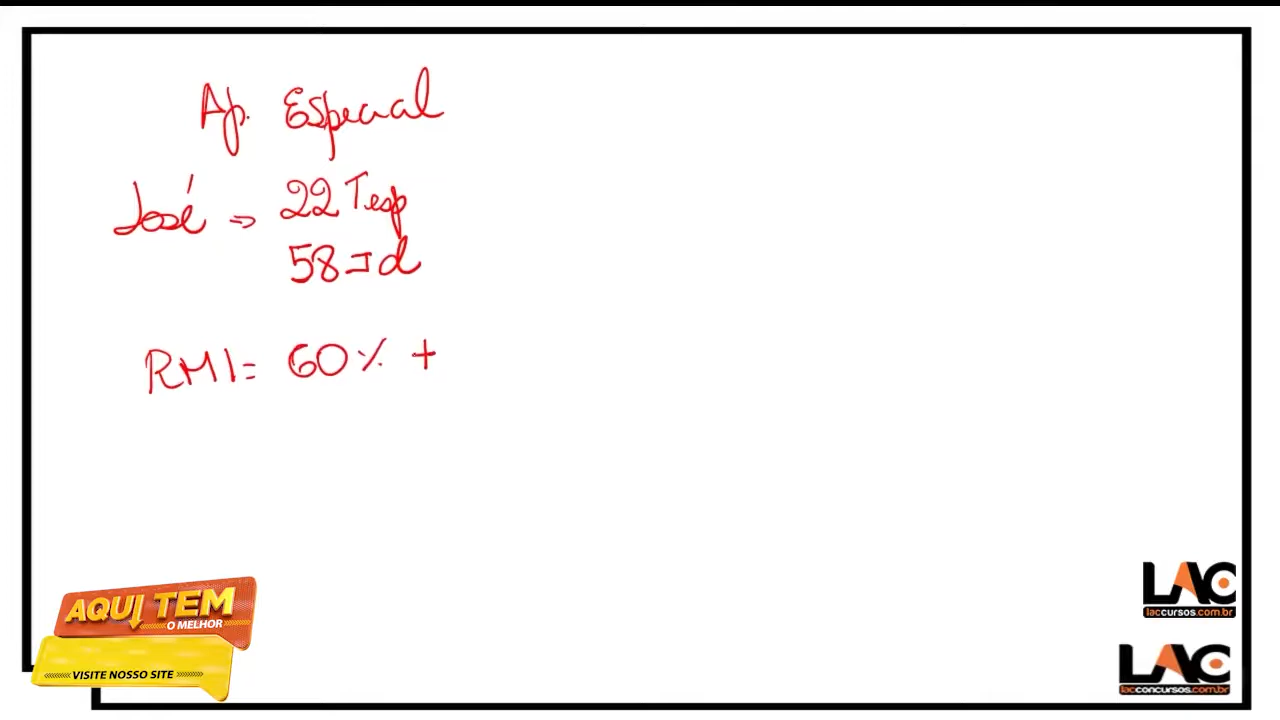 Ap. Especial
José => 22 Tesp
58 Id
RMI = 60% +
AQUI TEM
O MELHOR
VISITE NOSSO SITE
LAC
laccursos.com.br
LAC
lacconcursos.com.br